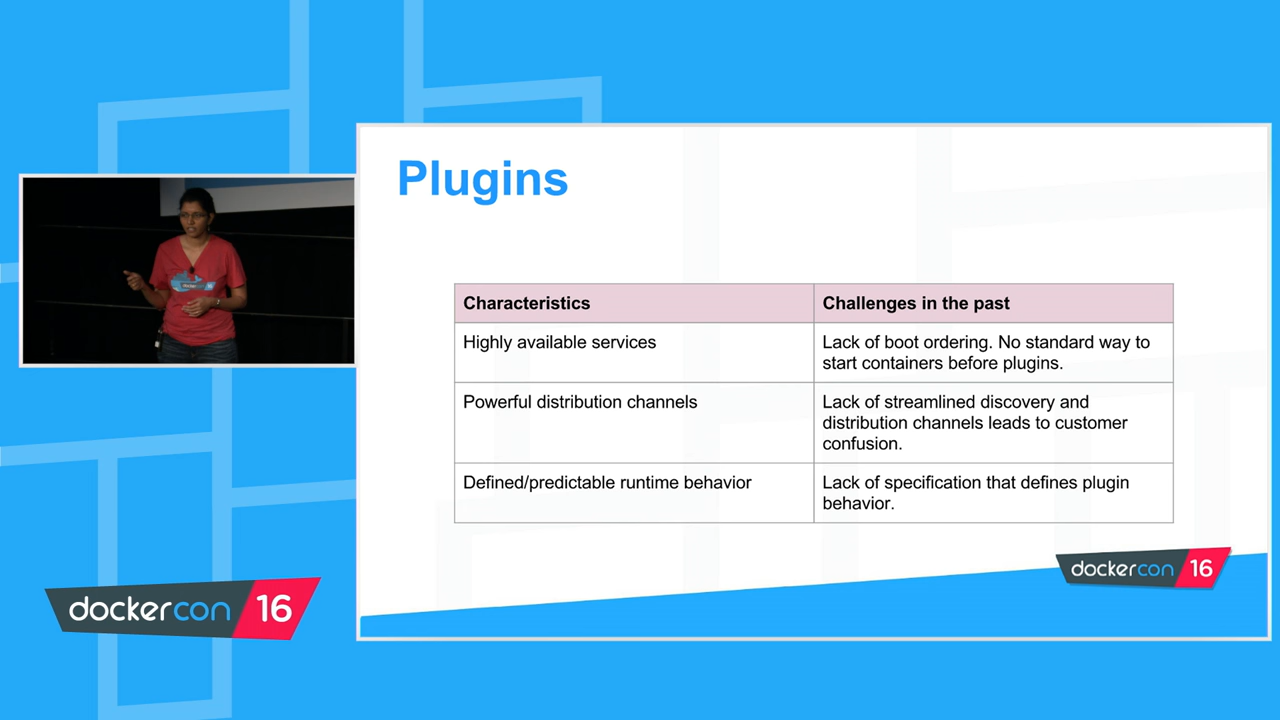 Plugins
Characteristics
Challenges in the past
Highly available services
Lack of boot ordering. No standard way to
start containers before plugins.
Powerful distribution channels
Lack of streamlined discovery and
distribution channels leads to customer
confusion.
Defined/predictable runtime behavior
Lack of specification that defines plugin
behavior.
dockercon 16
dockercon 16